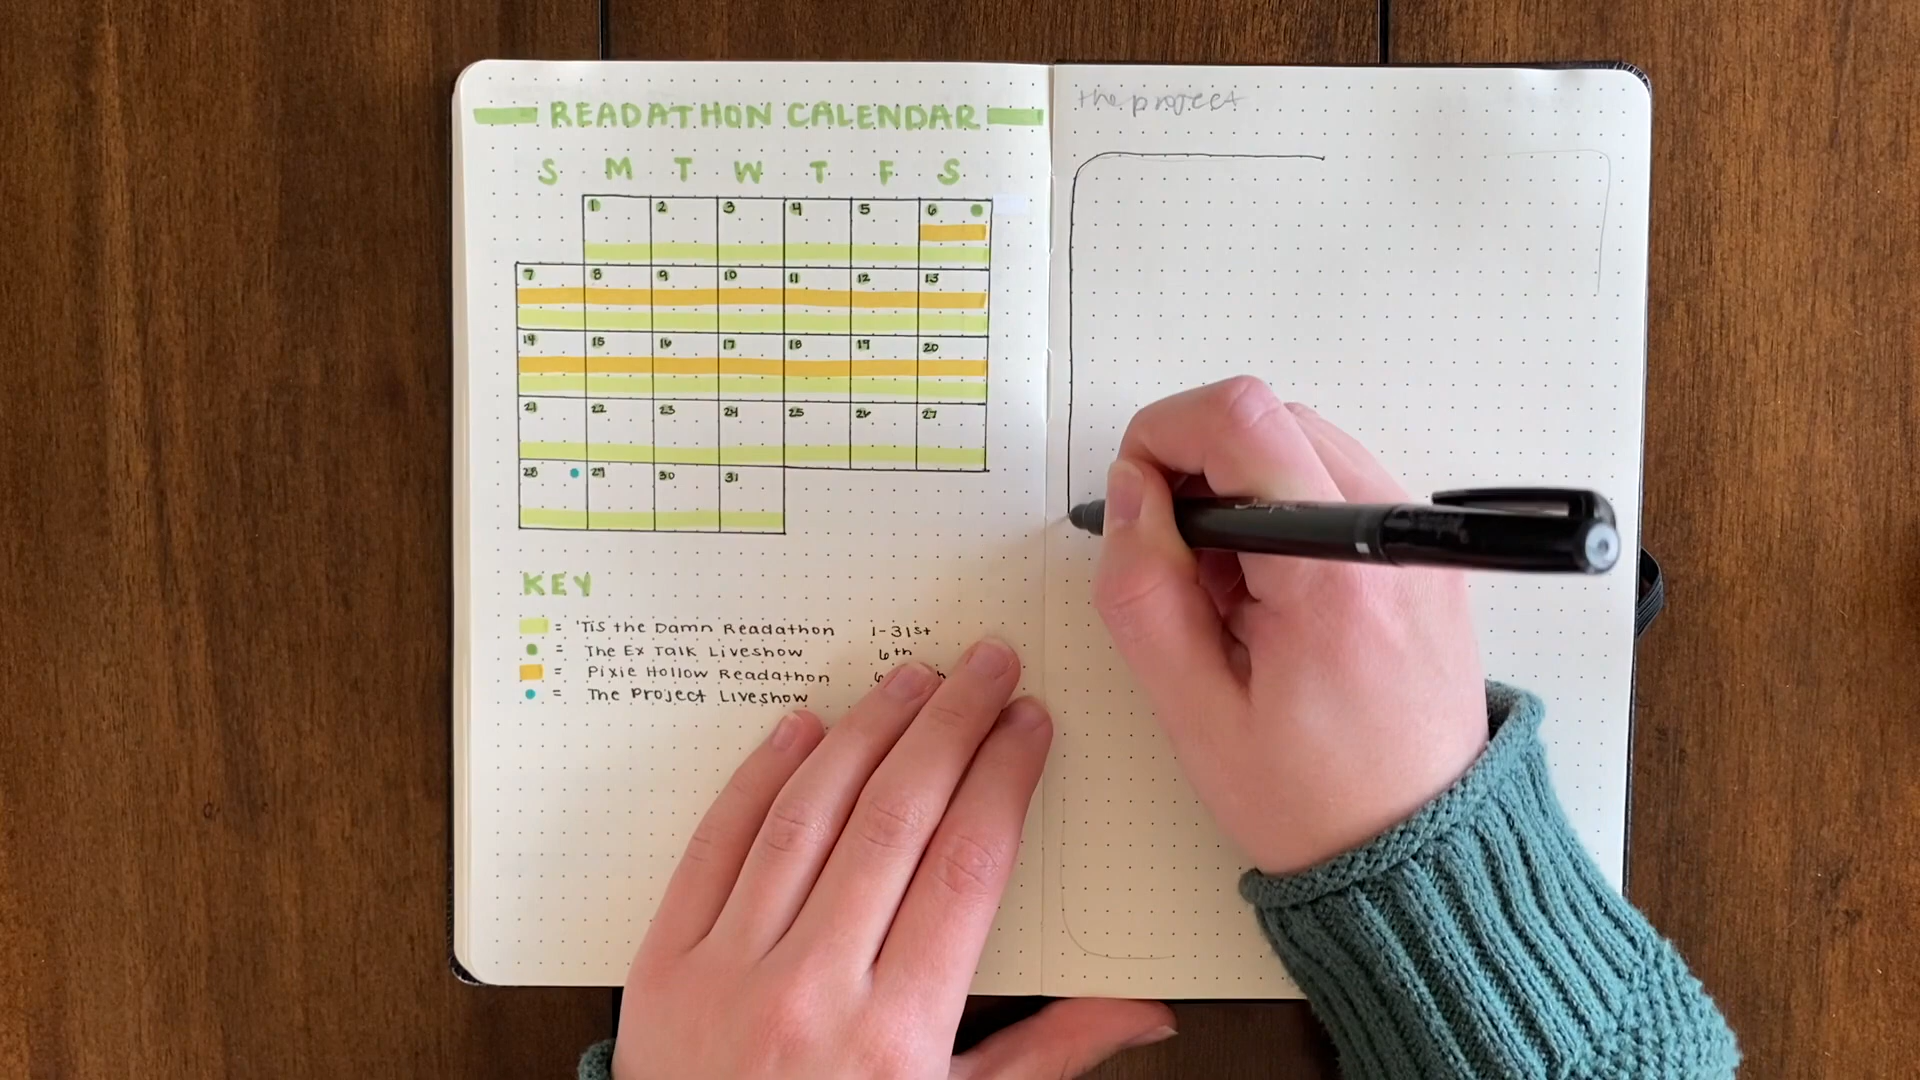 READATHON CALENDAR
S M T W T F S
1 2 3 4 5 6
7 8 9 10 11 12 13
14 15 16 17 18 19 20
21 22 23 24 25 26 27
28 29 30 31
KEY
= 'Tis the Damn Readathon 1-31st
= The Ex Talk Liveshow 6th
= Pixie Hollow Readathon
= The Project Liveshow
the project